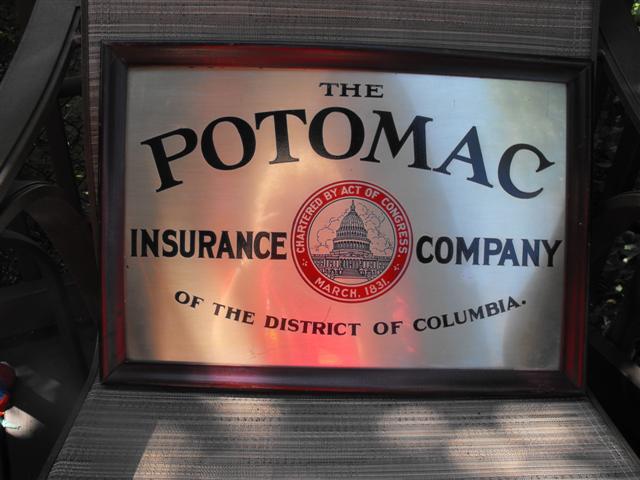 THE
POTOMAC
INSURANCE COMPANY
CHARTERED BY ACT OF CONGRESS
MARCH, 1831.
OF THE DISTRICT OF COLUMBIA.